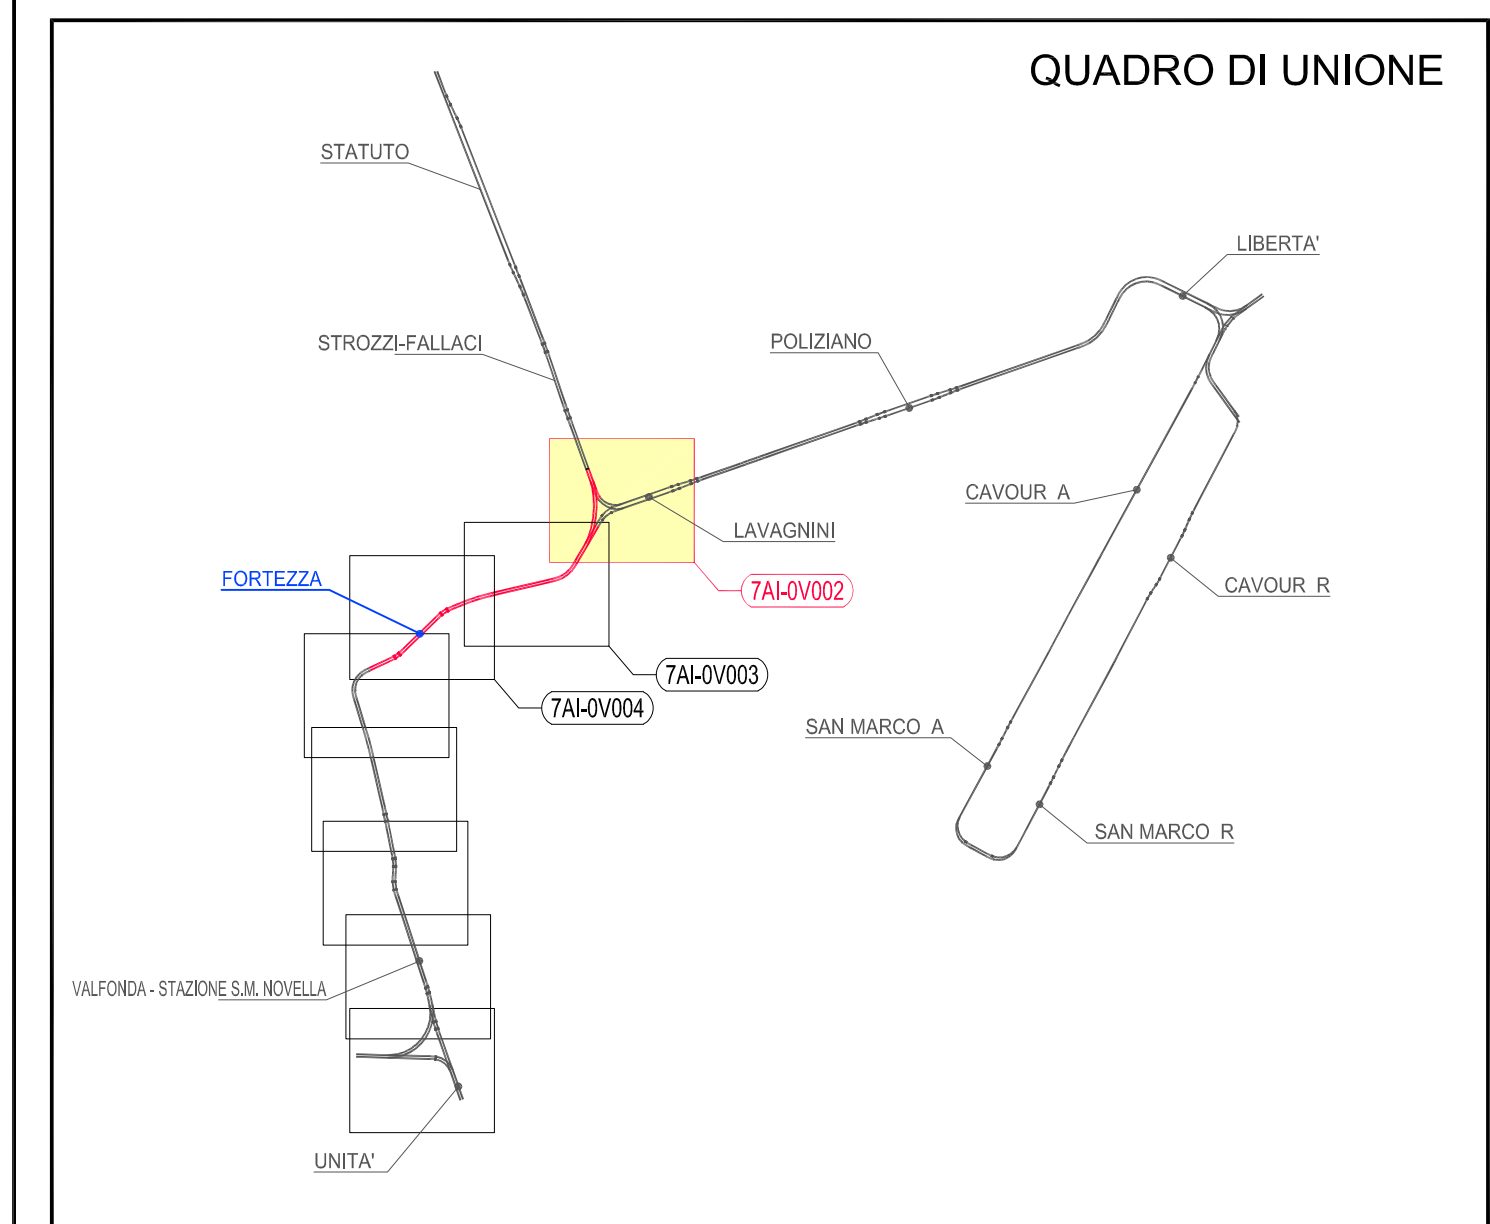 QUADRO DI UNIONE
STATUTO
LIBERTA'
STROZZI-FALLACI
POLIZIANO
CAVOUR A
LAVAGNINI
FORTEZZA
7AI-0V002
CAVOUR R
7AI-0V003
7AI-0V004
SAN MARCO A
SAN MARCO R
VALFONDA - STAZIONE S.M. NOVELLA
UNITA'